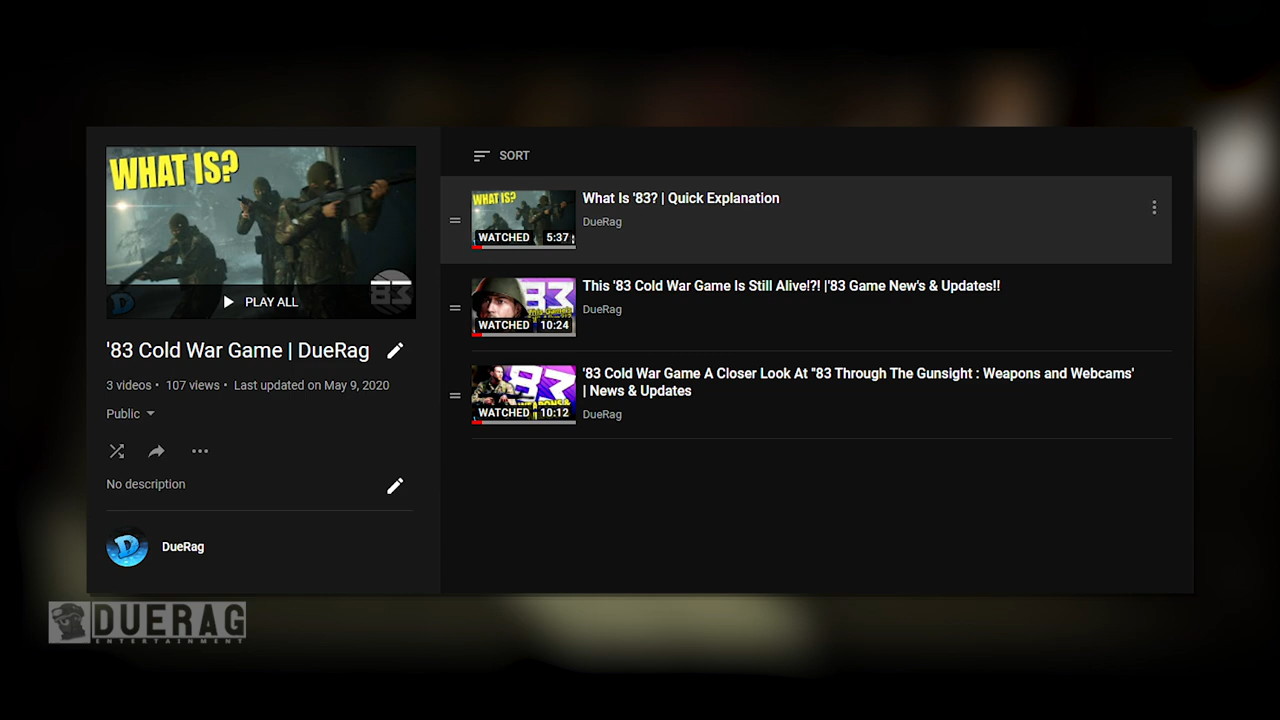 WHAT IS?
83
PLAY ALL
'83 Cold War Game | DueRag
3 videos • 107 views • Last updated on May 9, 2020
Public
No description
DueRag
SORT
WHAT IS?
WATCHED 5:37
What Is '83? | Quick Explanation
DueRag
83
WATCHED 10:24
This '83 Cold War Game Is Still Alive!?! |'83 Game New's & Updates!!
DueRag
83
WATCHED 10:12
'83 Cold War Game A Closer Look At "83 Through The Gunsight : Weapons and Webcams'
| News & Updates
DueRag
DUERAG
ENTERTAINMENT